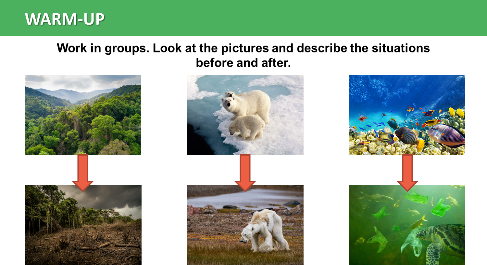 WARM-UP
Work in groups. Look at the pictures and describe the situations
before and after.